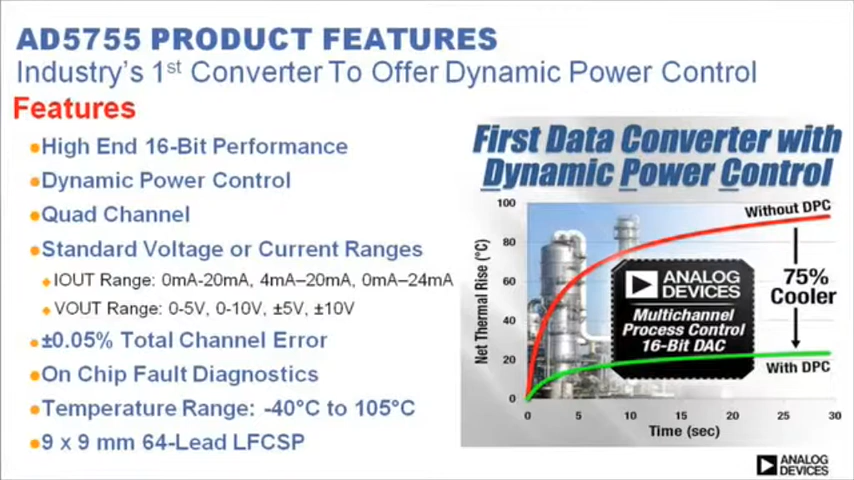 AD5755 PRODUCT FEATURES
Industry's 1st Converter To Offer Dynamic Power Control
Features
High End 16-Bit Performance
Dynamic Power Control
Quad Channel
Standard Voltage or Current Ranges
IOUT Range: 0mA-20mA, 4mA–20mA, 0mA–24mA
VOUT Range: 0-5V, 0-10V, ±5V, ±10V
±0.05% Total Channel Error
On Chip Fault Diagnostics
Temperature Range: -40°C to 105°C
9 x 9 mm 64-Lead LFCSP
First Data Converter with
Dynamic Power Control
Net Thermal Rise (°C)
100
80
60
40
20
0
Without DPC
75%
Cooler
ANALOG
DEVICES
Multichannel
Process Control
16-Bit DAC
With DPC
0 5 10 15 20 25 30
Time (sec)
ANALOG
DEVICES